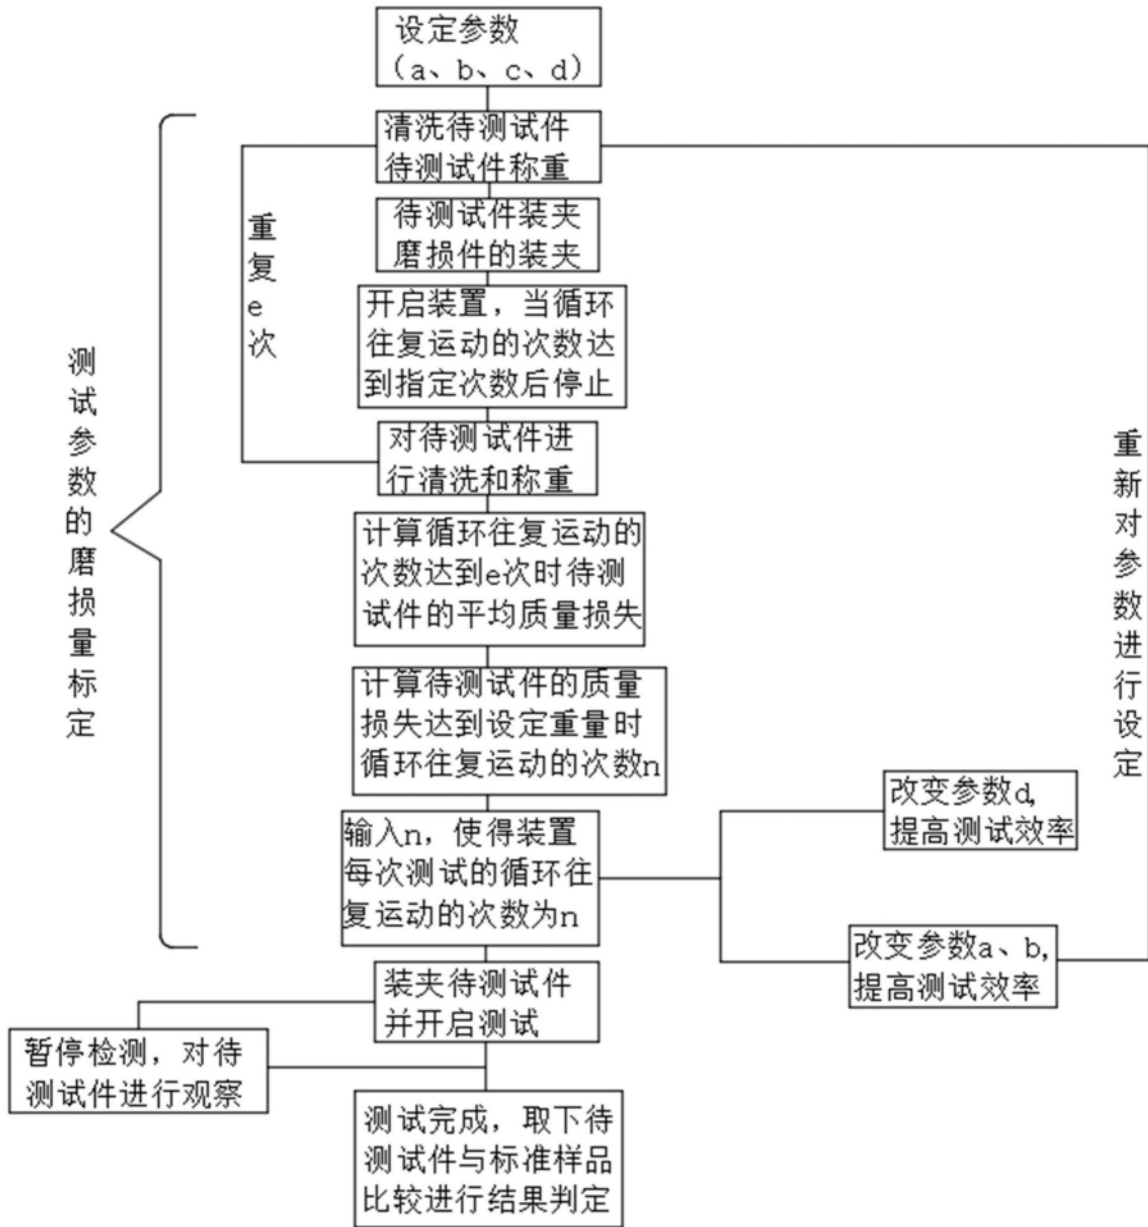 设定参数
(a、b、c、d)
清洗待测试件
待测试件称重
待测试件装夹
磨损件的装夹
重复e次
开启装置，当循环
往复运动的次数达
到指定次数后停止
对待测试件进
行清洗和称重
测试参数的磨损量标定
计算循环往复运动的
次数达到e次时待测
试件的平均质量损失
计算待测试件的质量
损失达到设定重量时
循环往复运动的次数n
重新对参数进行设定
输入n，使得装置
每次测试的循环往
复运动的次数为n
改变参数d,
提高测试效率
改变参数a、b,
提高测试效率
装夹待测试件
并开启测试
暂停检测，对待
测试件进行观察
测试完成，取下待
测试件与标准样品
比较进行结果判定